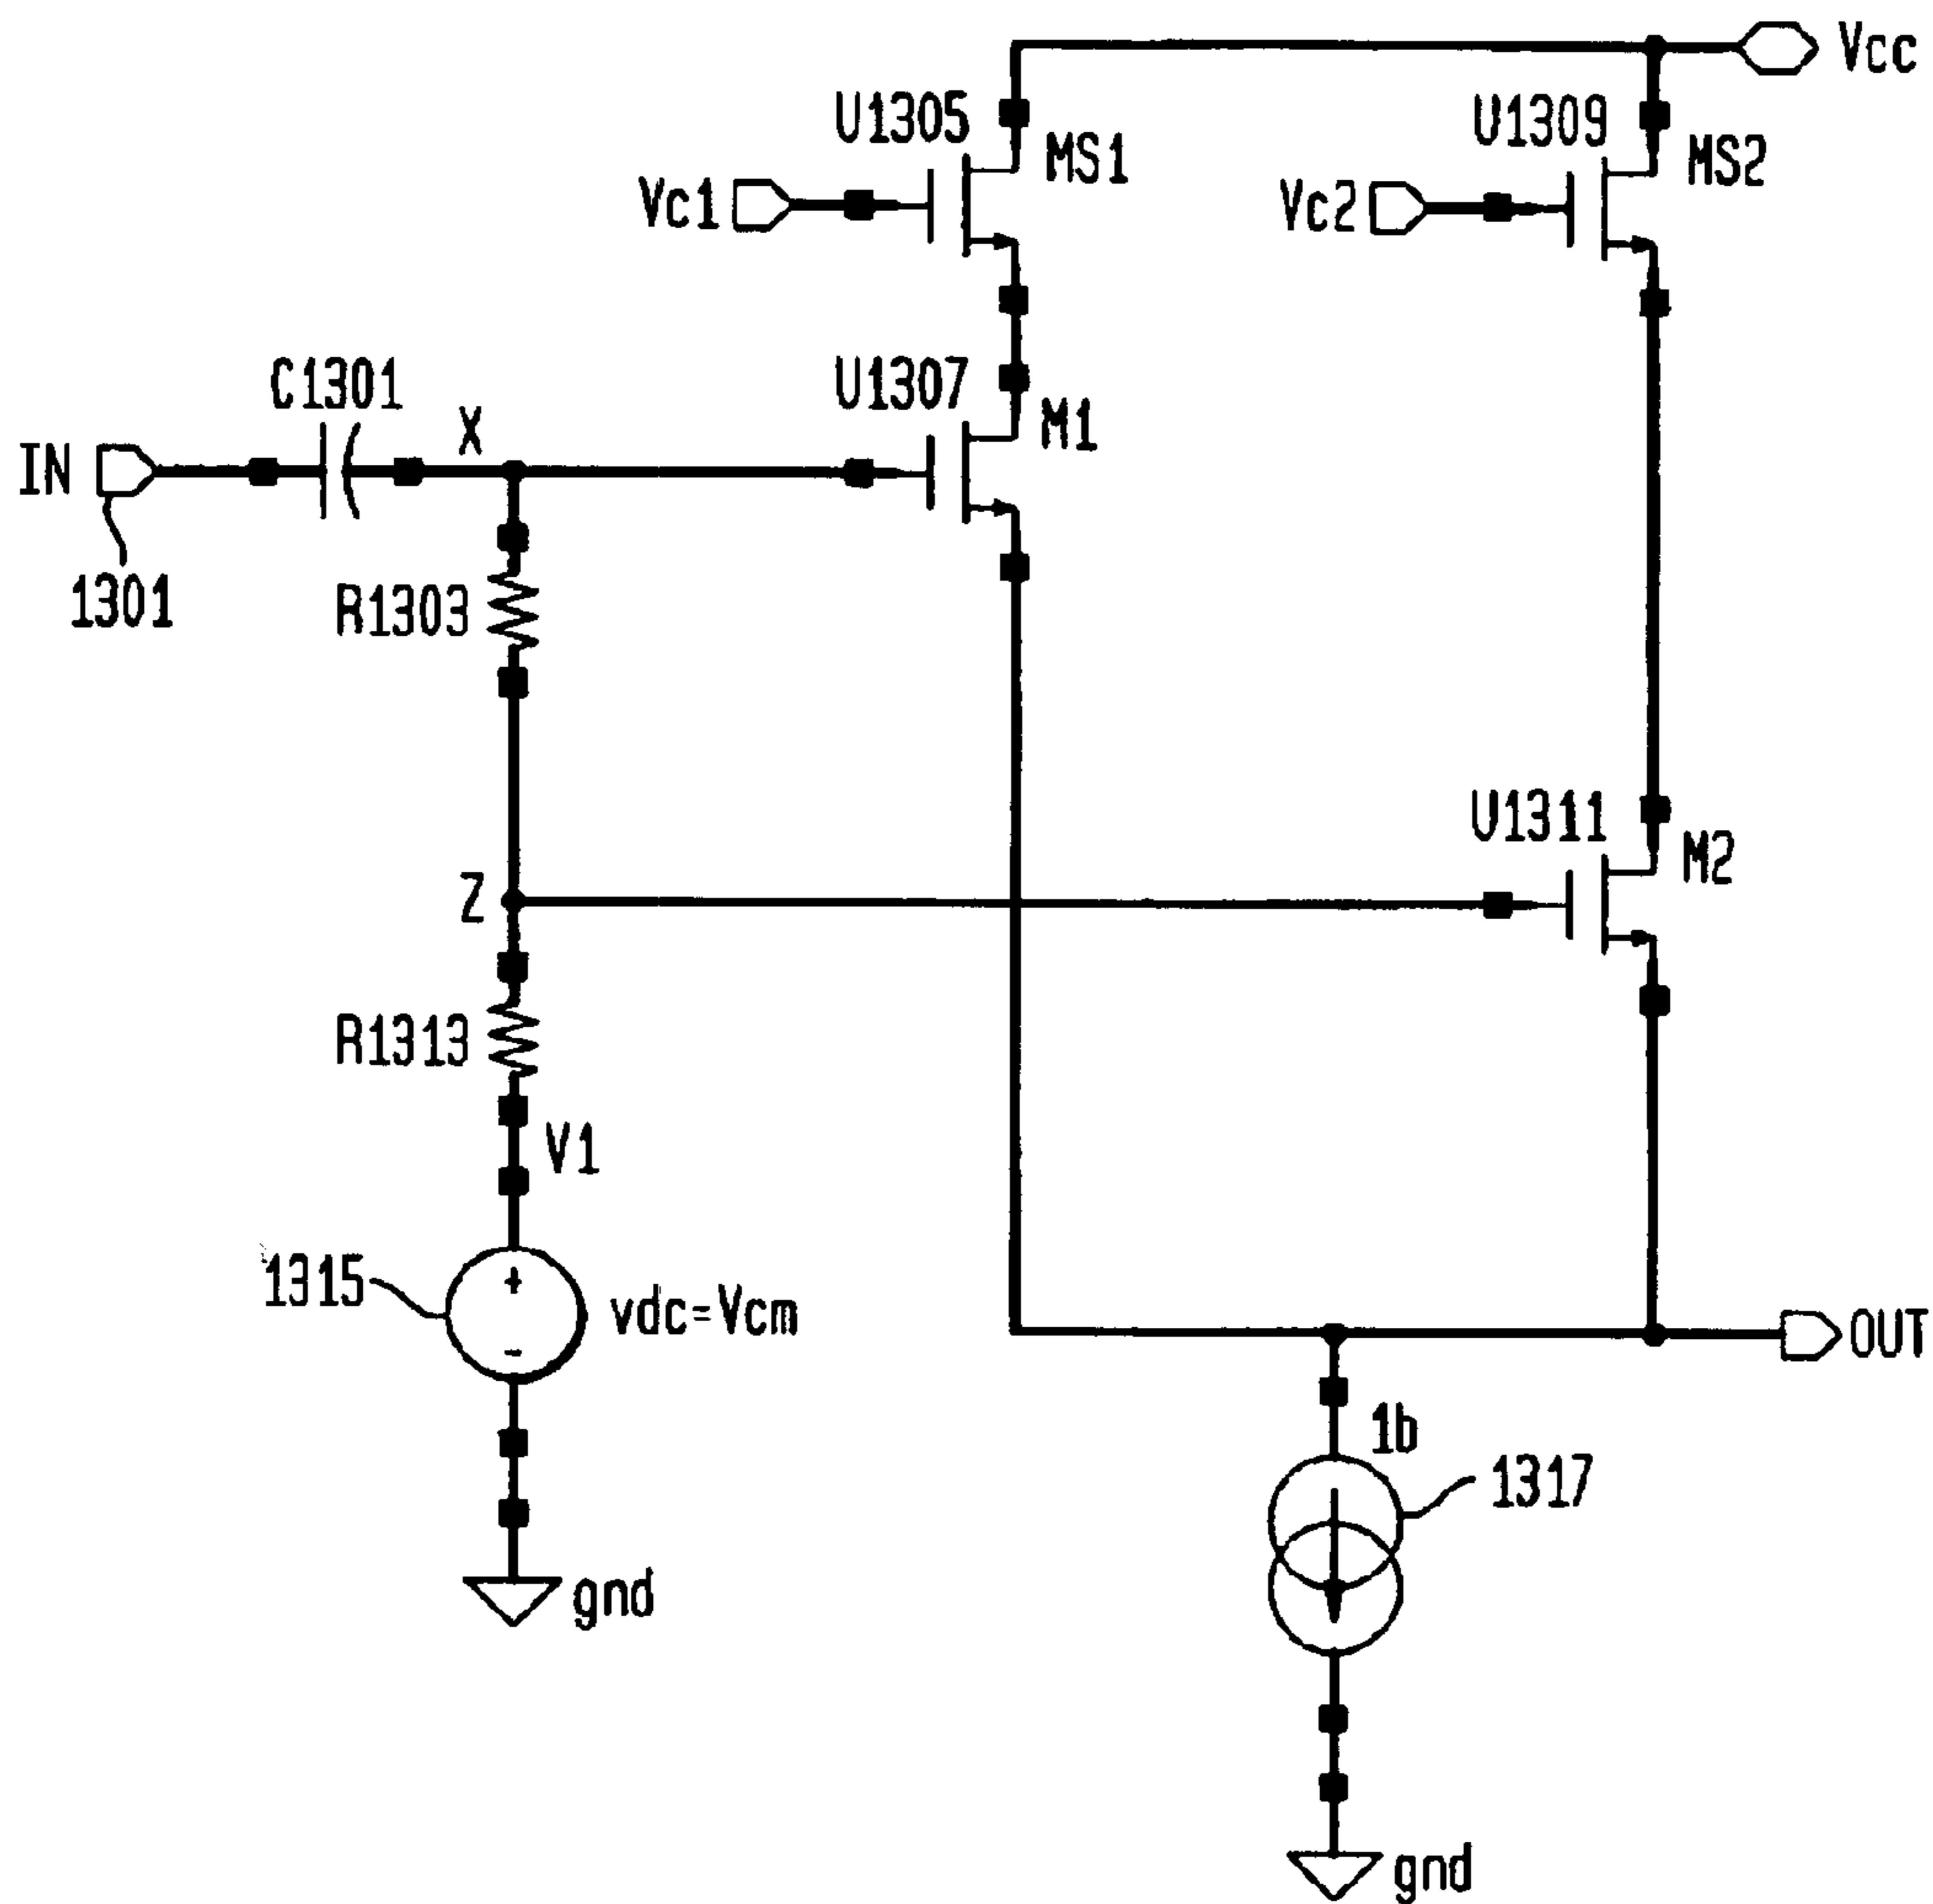 Vcc
U1305
MS1
U1309
MS2
Vc1
Vc2
C1301
X
U1307
M1
IN
1301
R1303
U1311
M2
Z
R1313
V1
1315
vdc=Vcm
+
-
OUT
1b
1317
gnd
gnd